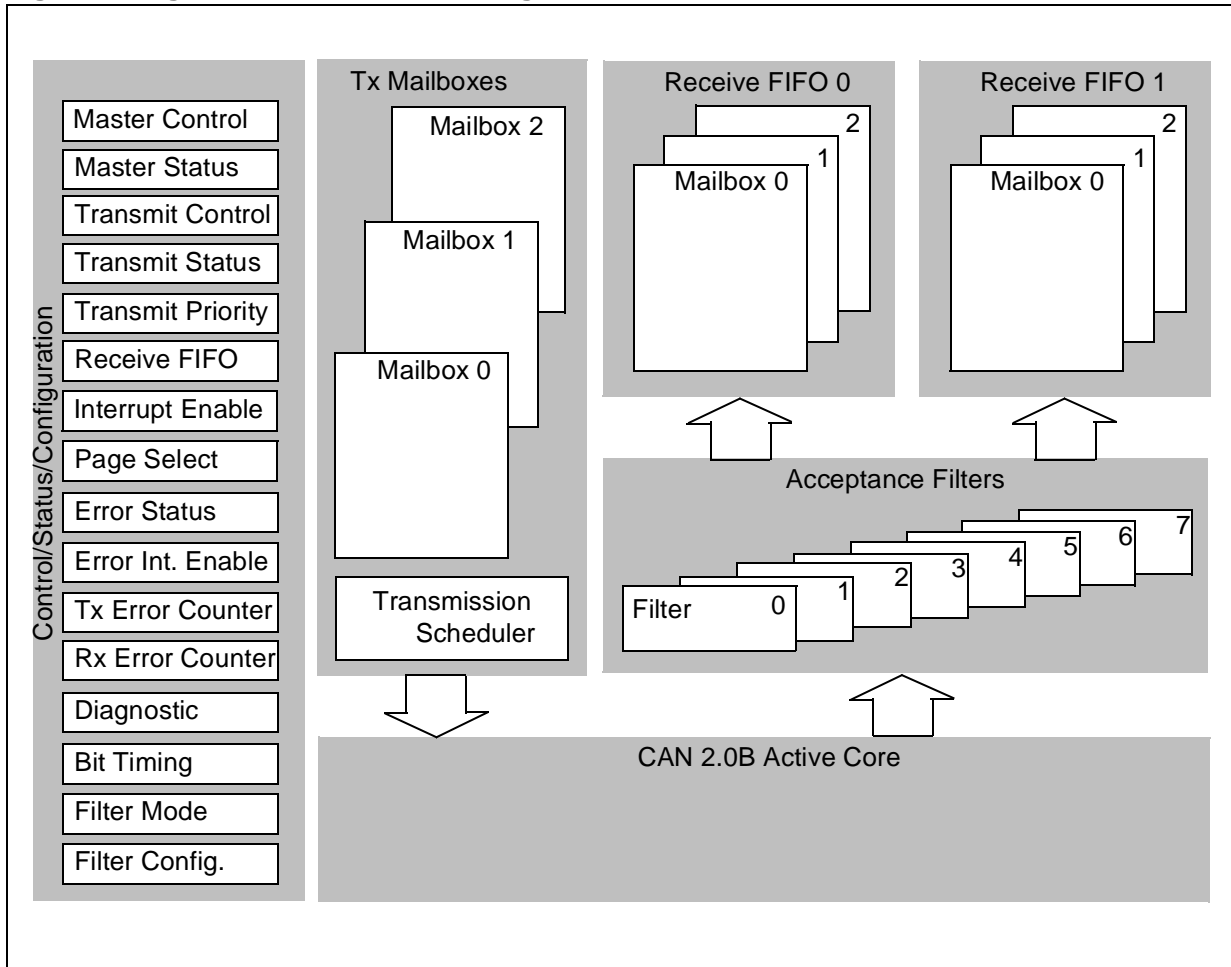 Control/Status/Configuration
Master Control
Master Status
Transmit Control
Transmit Status
Transmit Priority
Receive FIFO
Interrupt Enable
Page Select
Error Status
Error Int. Enable
Tx Error Counter
Rx Error Counter
Diagnostic
Bit Timing
Filter Mode
Filter Config.
Tx Mailboxes
Mailbox 2
Mailbox 1
Mailbox 0
Transmission
Scheduler
Receive FIFO 0
2
1
Mailbox 0
Receive FIFO 1
2
1
Mailbox 0
Acceptance Filters
Filter 0
1
2
3
4
5
6
7
CAN 2.0B Active Core